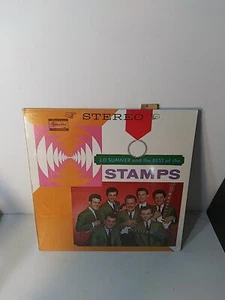 STEREO
J.D. SUMNER and the BEST of the
STAMPS